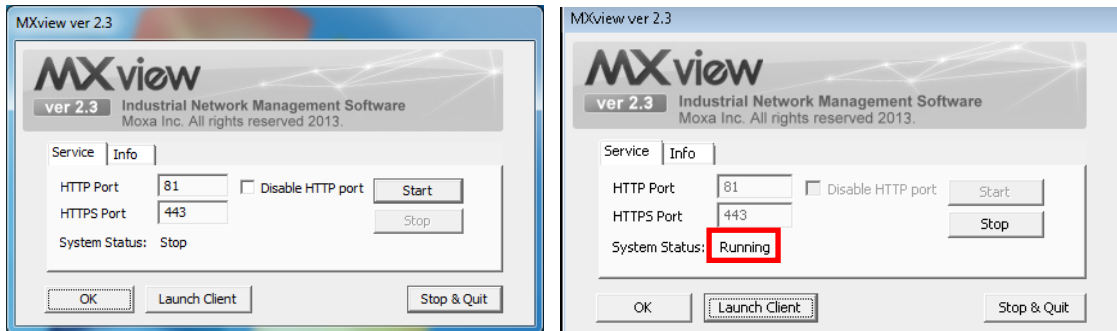 MXview ver 2.3
MXview
ver 2.3 Industrial Network Management Software
Moxa Inc. All rights reserved 2013.
Service Info
HTTP Port 81 Disable HTTP port Start
HTTPS Port 443 Stop
System Status: Stop
OK Launch Client Stop & Quit
MXview ver 2.3
MXview
ver 2.3 Industrial Network Management Software
Moxa Inc. All rights reserved 2013.
Service Info
HTTP Port 81 Disable HTTP port Start
HTTPS Port 443 Stop
System Status: Running
OK Launch Client Stop & Quit